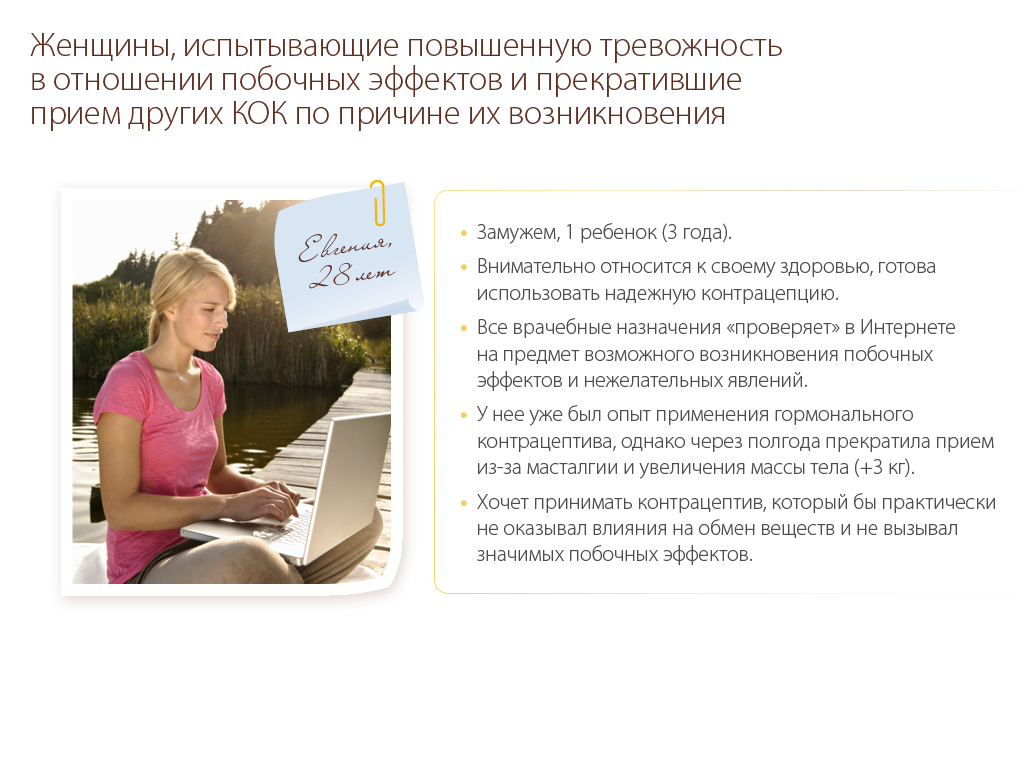 Женщины, испытывающие повышенную тревожность
в отношении побочных эффектов и прекратившие
прием других КОК по причине их возникновения
Евгения,
28 лет
• Замужем, 1 ребенок (3 года).
• Внимательно относится к своему здоровью, готова
использовать надежную контрацепцию.
• Все врачебные назначения «проверяет» в Интернете
на предмет возможного возникновения побочных
эффектов и нежелательных явлений.
• У нее уже был опыт применения гормонального
контрацептива, однако через полгода прекратила прием
из-за масталгии и увеличения массы тела (+3 кг).
• Хочет принимать контрацептив, который бы практически
не оказывал влияния на обмен веществ и не вызывал
значимых побочных эффектов.